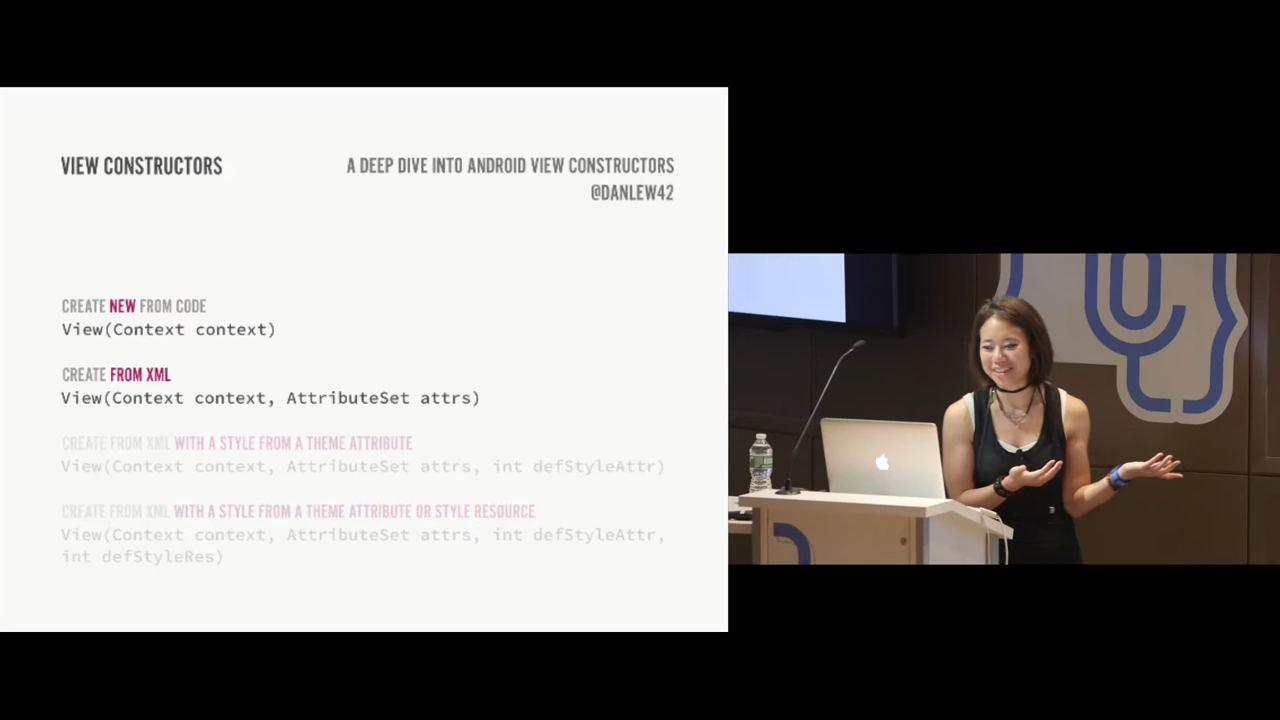 VIEW CONSTRUCTORS
A DEEP DIVE INTO ANDROID VIEW CONSTRUCTORS
@DANLEW42
CREATE NEW FROM CODE
View(Context context)
CREATE FROM XML
View(Context context, AttributeSet attrs)
CREATE FROM XML WITH A STYLE FROM A THEME ATTRIBUTE
View(Context context, AttributeSet attrs, int defStyleAttr)
CREATE FROM XML WITH A STYLE FROM A THEME ATTRIBUTE OR STYLE RESOURCE
View(Context context, AttributeSet attrs, int defStyleAttr,
int defStyleRes)